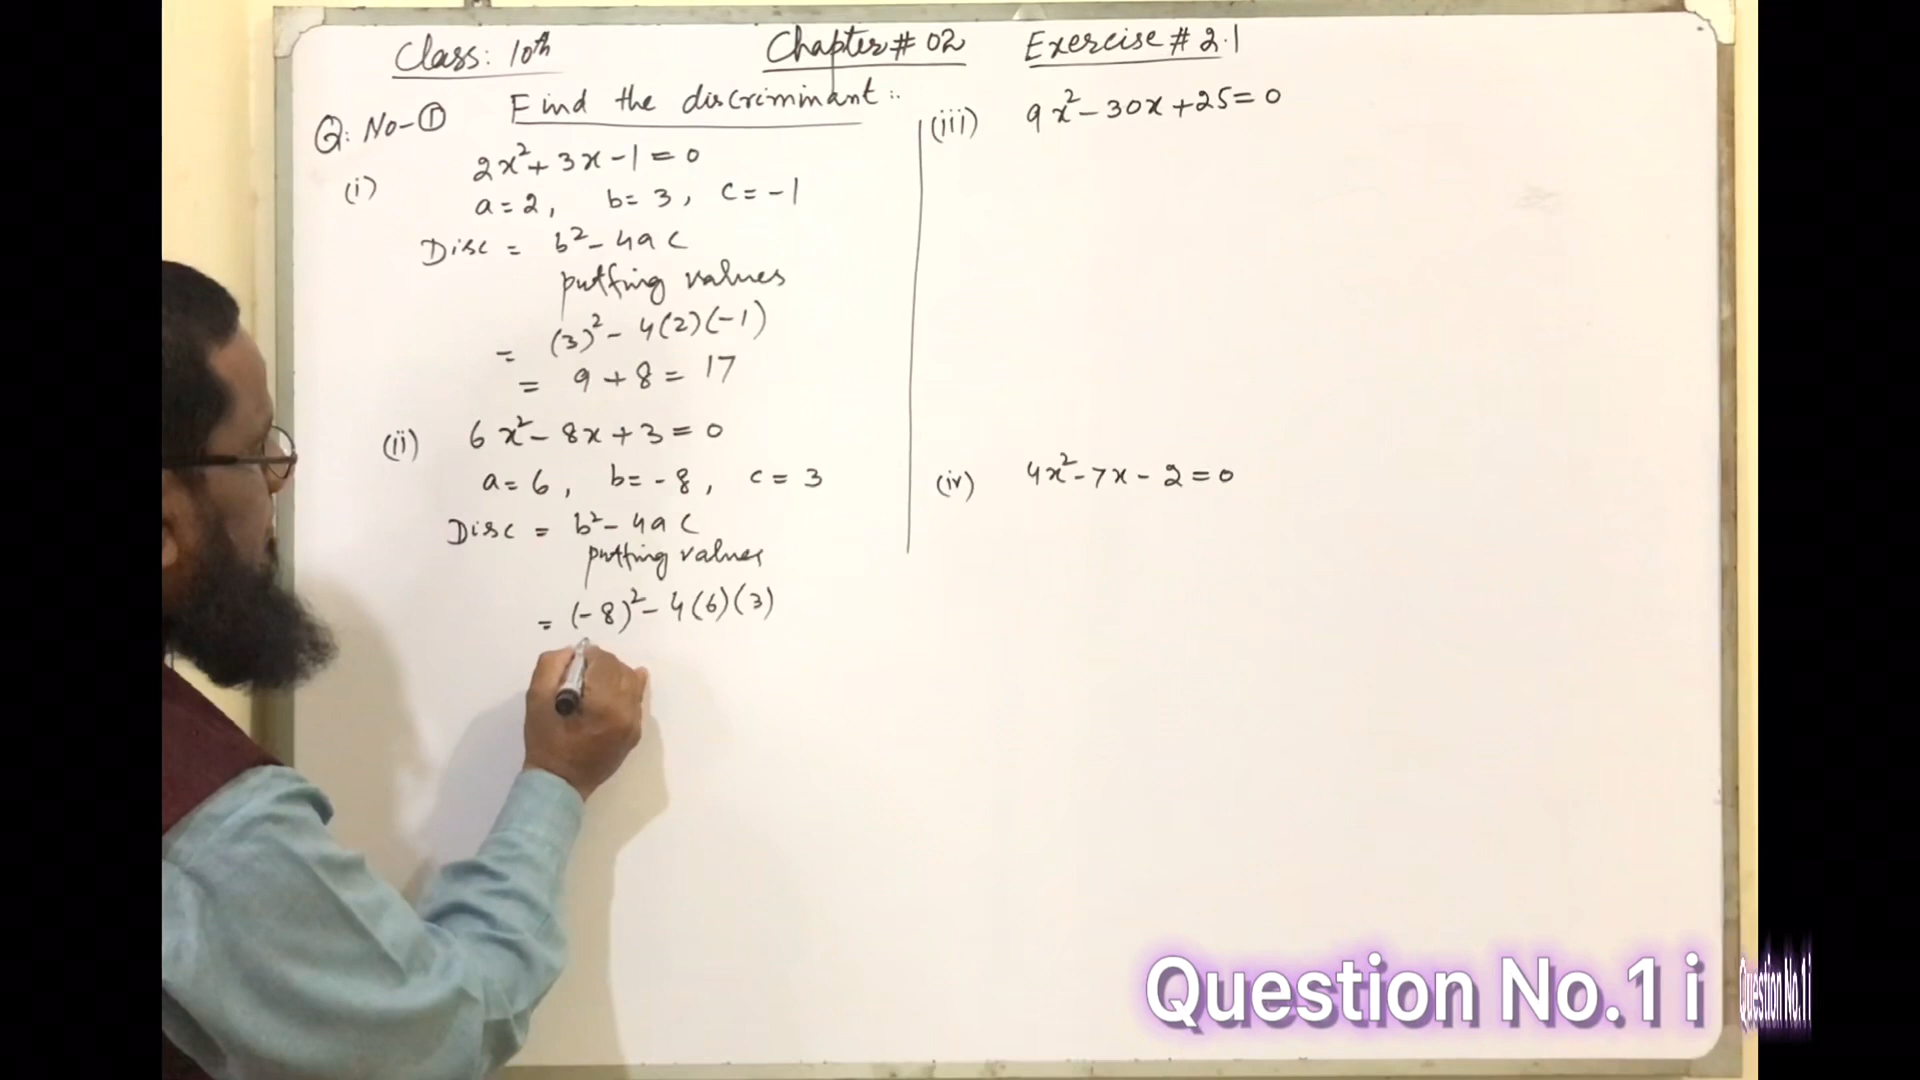 Class: 10th Chapter # 02 Exercise # 2.1
Q: No-① Find the discriminant:.
(i) 2x² + 3x - 1 = 0
a = 2, b = 3, c = -1
Disc = b² - 4ac
putting values
= (3)² - 4(2)(-1)
= 9 + 8 = 17
(ii) 6x² - 8x + 3 = 0
a = 6, b = -8, c = 3
Disc = b² - 4ac
putting values
= (-8)² - 4(6)(3)
(iii) 9x² - 30x + 25 = 0
(iv) 4x² - 7x - 2 = 0
Question No.1 i
Question No.1 i